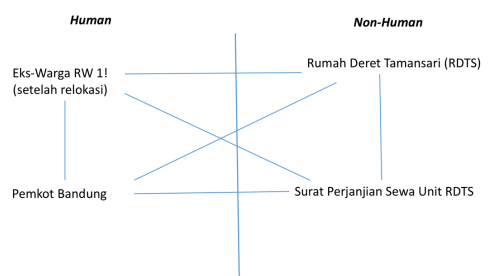 Human
Non-Human
Eks-Warga RW 1!
(setelah relokasi)
Rumah Deret Tamansari (RDTS)
Pemkot Bandung
Surat Perjanjian Sewa Unit RDTS